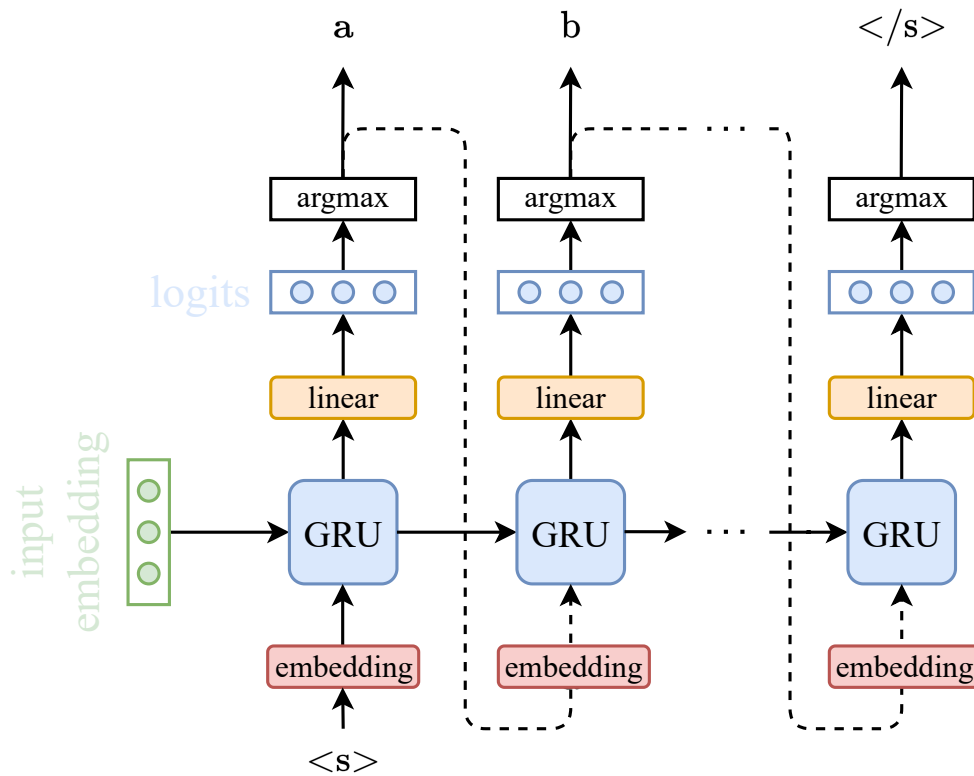 a b </s>
argmax argmax argmax
logits
linear linear linear
input
embedding
GRU GRU ... GRU
embedding embedding embedding
<s>